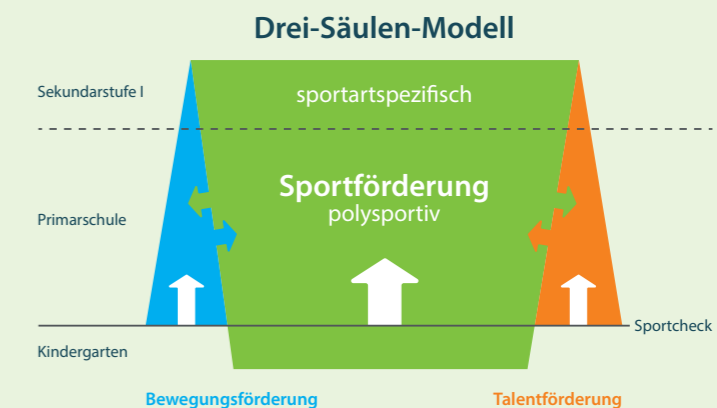 Drei-Säulen-Modell
Sekundarstufe I
sportartspezifisch
Sportförderung
polysportiv
Primarschule
Sportcheck
Kindergarten
Bewegungsförderung
Talentförderung